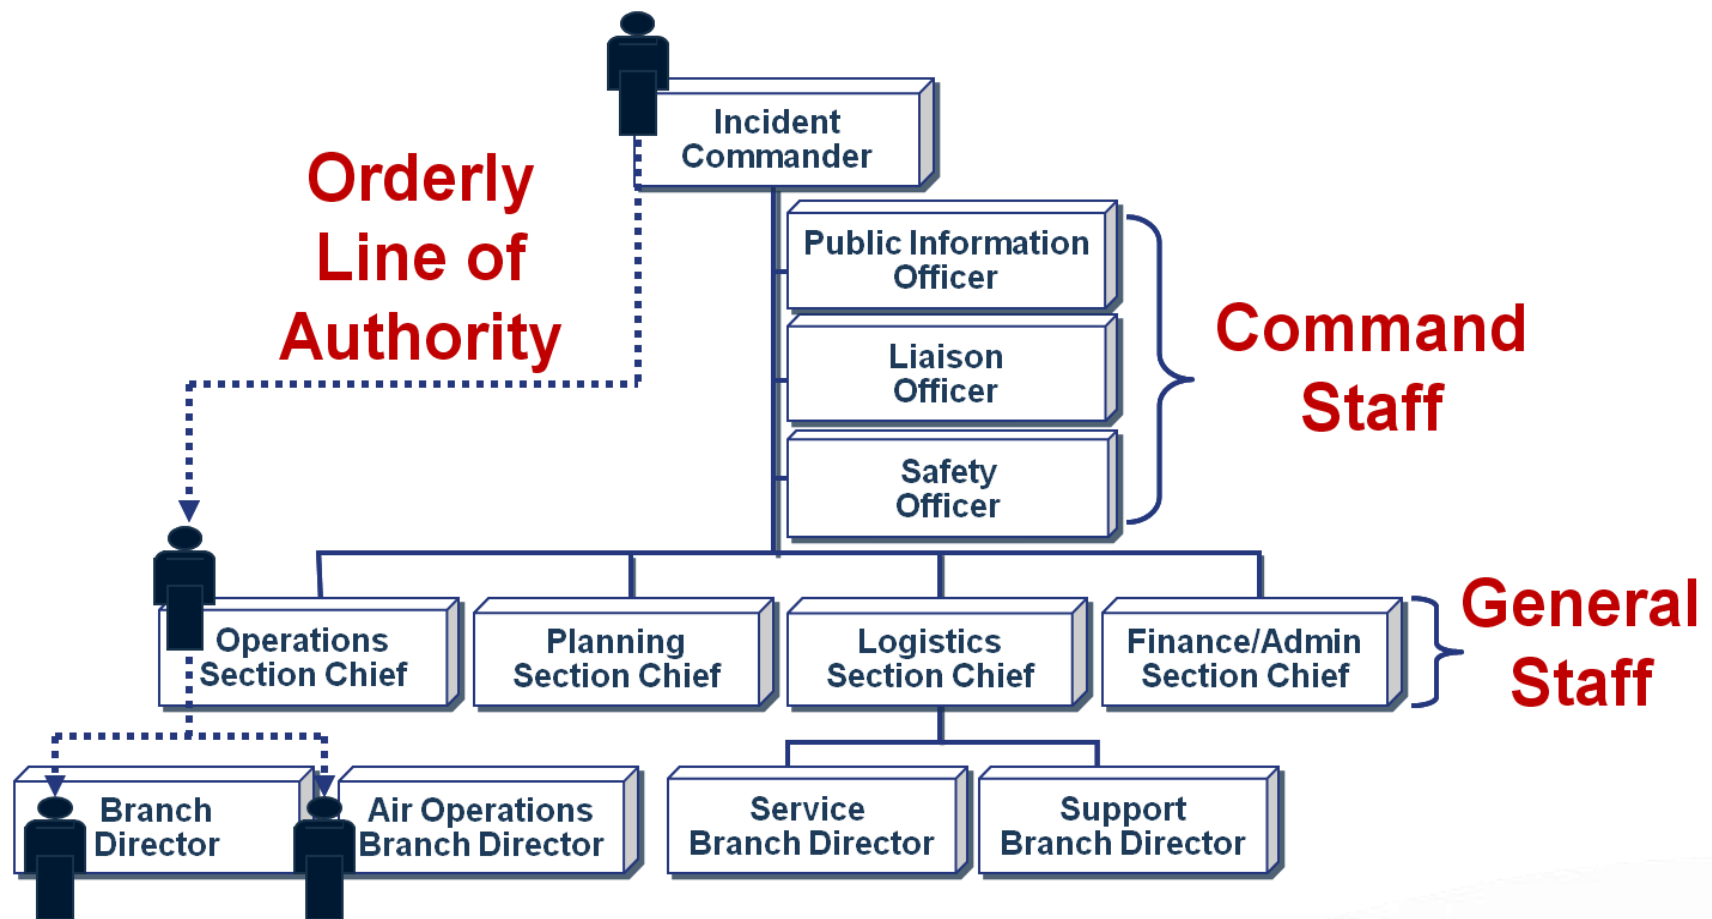 Incident
Commander
Orderly
Line of
Authority
Public Information
Officer
Liaison
Officer
Safety
Officer
Command
Staff
Operations
Section Chief
Planning
Section Chief
Logistics
Section Chief
Finance/Admin
Section Chief
General
Staff
Branch
Director
Air Operations
Branch Director
Service
Branch Director
Support
Branch Director